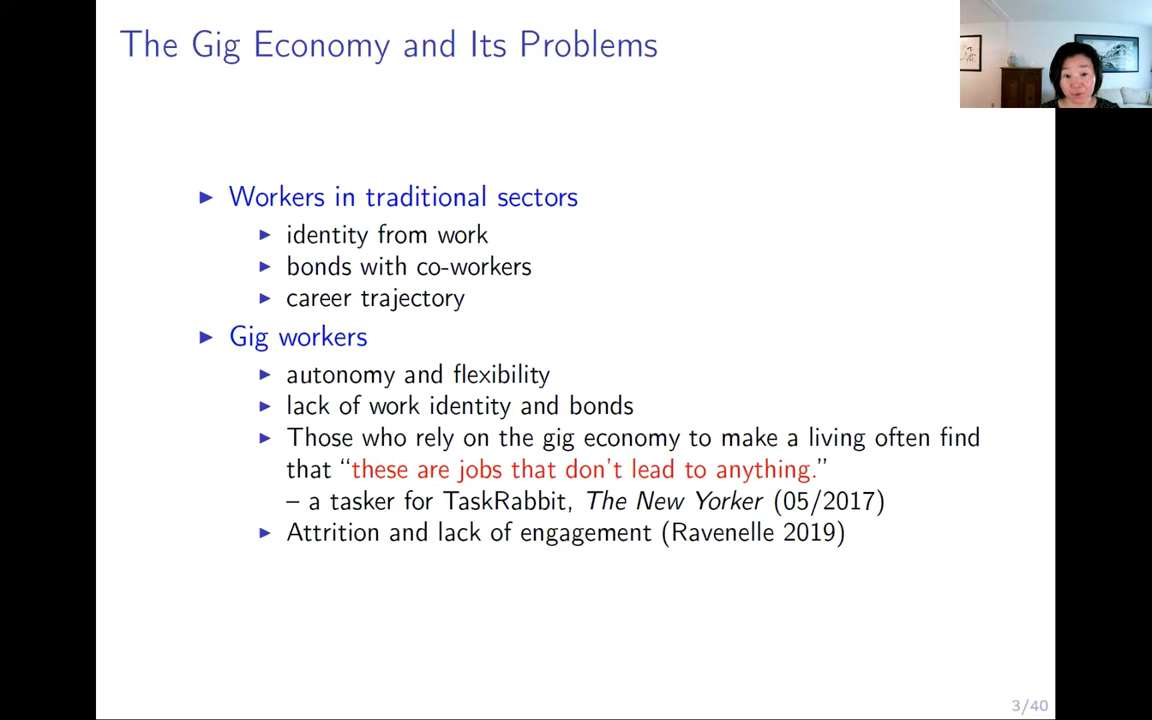 The Gig Economy and Its Problems
▶ Workers in traditional sectors
▶ identity from work
▶ bonds with co-workers
▶ career trajectory
▶ Gig workers
▶ autonomy and flexibility
▶ lack of work identity and bonds
▶ Those who rely on the gig economy to make a living often find
that “these are jobs that don't lead to anything.”
– a tasker for TaskRabbit, The New Yorker (05/2017)
▶ Attrition and lack of engagement (Ravenelle 2019)
3/40